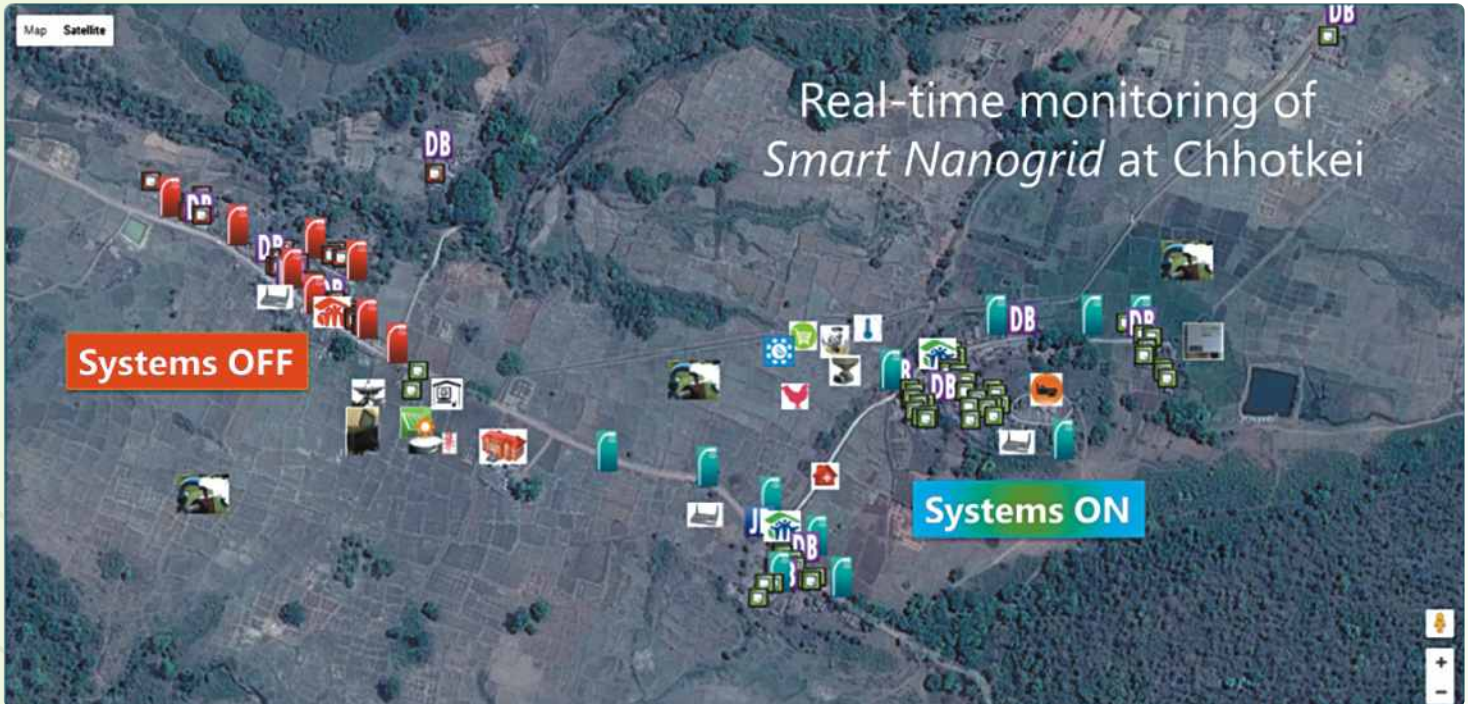 Map Satellite
DB
Real-time monitoring of
Smart Nanogrid at Chhotkei
DB
DB
DB
DB
DB
DB
Systems OFF
DB
Systems ON
DB
+
−